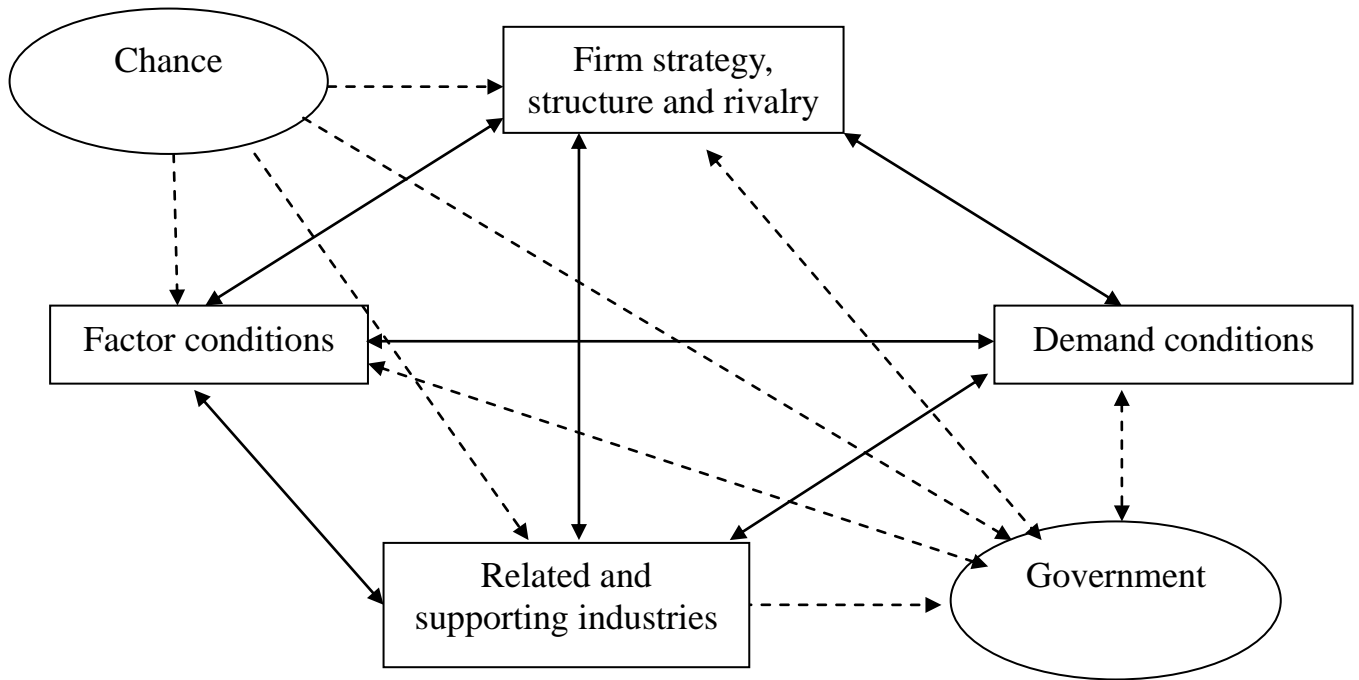 Chance
Firm strategy,
structure and rivalry
Factor conditions
Demand conditions
Related and
supporting industries
Government